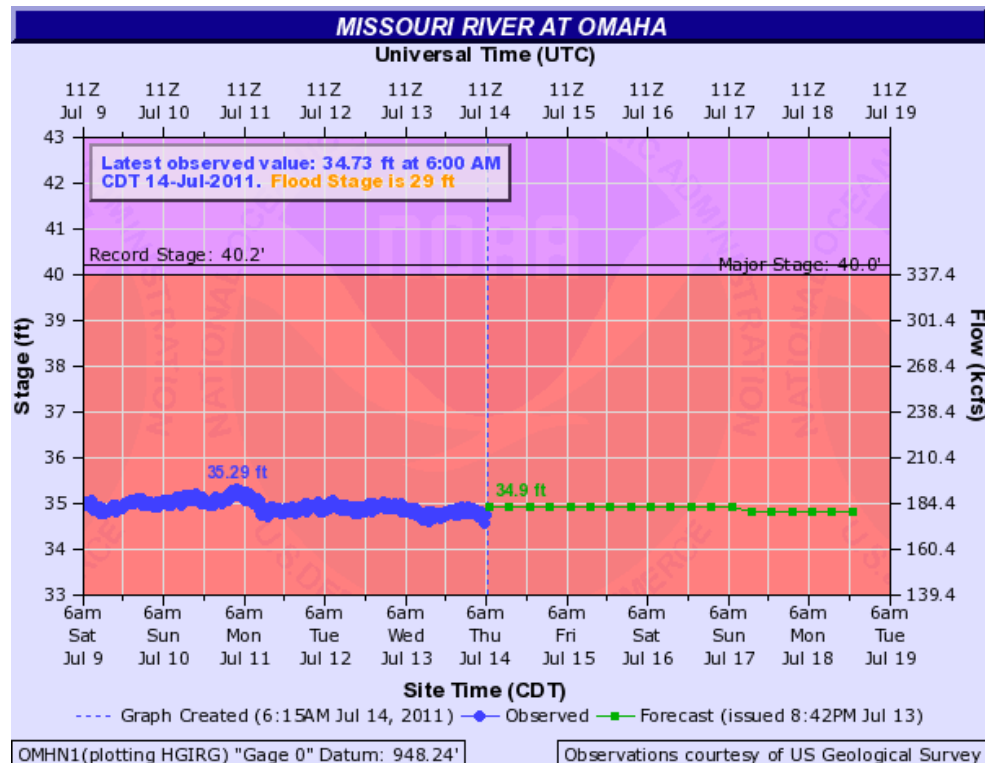 MISSOURI RIVER AT OMAHA
Universal Time (UTC)
11Z 11Z 11Z 11Z 11Z 11Z 11Z 11Z 11Z 11Z 11Z
Jul 9 Jul 10 Jul 11 Jul 12 Jul 13 Jul 14 Jul 15 Jul 16 Jul 17 Jul 18 Jul 19
Latest observed value: 34.73 ft at 6:00 AM
CDT 14-Jul-2011. Flood Stage is 29 ft
Record Stage: 40.2'
Major Stage: 40.0'
43
42
41
40 337.4
39 301.4
38 268.4
37 238.4
36 210.4
35 184.4
34 160.4
33 139.4
Stage (ft)
Flow (kcfs)
35.29 ft
34.9 ft
NOAA
6am 6am 6am 6am 6am 6am 6am 6am 6am 6am 6am
Sat Sun Mon Tue Wed Thu Fri Sat Sun Mon Tue
Jul 9 Jul 10 Jul 11 Jul 12 Jul 13 Jul 14 Jul 15 Jul 16 Jul 17 Jul 18 Jul 19
Site Time (CDT)
Graph Created (6:15AM Jul 14, 2011) Observed Forecast (issued 8:42PM Jul 13)
OMHN1(plotting HGIRG) "Gage 0" Datum: 948.24'
Observations courtesy of US Geological Survey